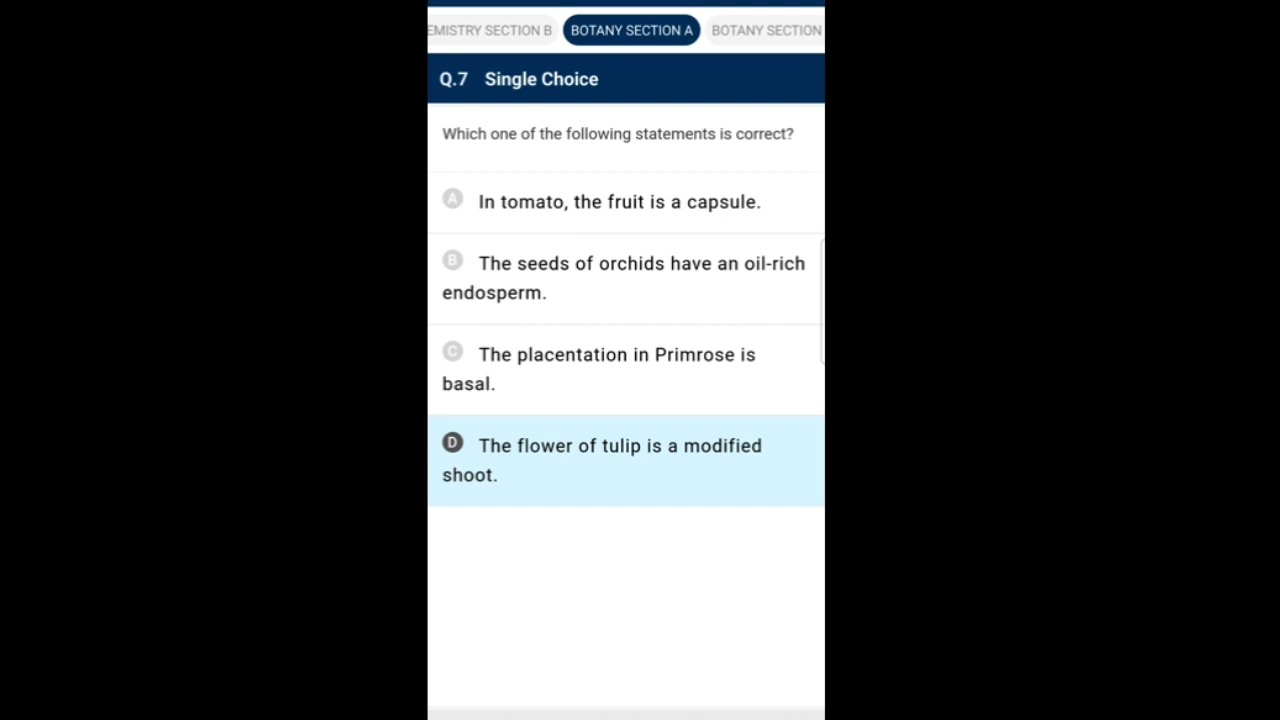 EMISTRY SECTION B BOTANY SECTION A BOTANY SECTION
Q.7 Single Choice
Which one of the following statements is correct?
A In tomato, the fruit is a capsule.
B The seeds of orchids have an oil-rich
endosperm.
C The placentation in Primrose is
basal.
D The flower of tulip is a modified
shoot.